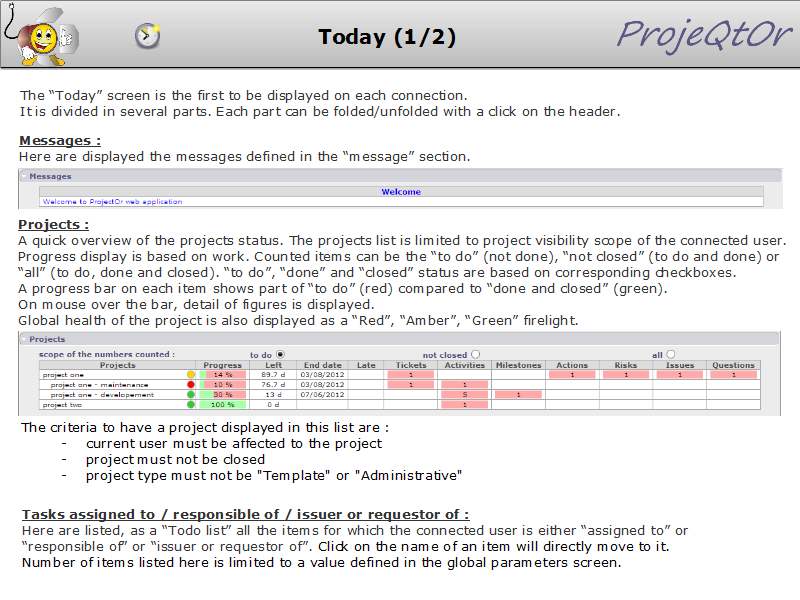 Today (1/2)
ProjeQtOr
The “Today” screen is the first to be displayed on each connection.
It is divided in several parts. Each part can be folded/unfolded with a click on the header.
Messages :
Here are displayed the messages defined in the “message” section.
Messages
Welcome
Welcome to ProjectOr web application
Projects :
A quick overview of the projects status. The projects list is limited to project visibility scope of the connected user.
Progress display is based on work. Counted items can be the “to do” (not done), “not closed” (to do and done) or
“all” (to do, done and closed). “to do”, “done” and “closed” status are based on corresponding checkboxes.
A progress bar on each item shows part of “to do” (red) compared to “done and closed” (green).
On mouse over the bar, detail of figures is displayed.
Global health of the project is also displayed as a “Red”, “Amber”, “Green” firelight.
Projects
scope of the numbers counted : to do not closed all
Projects Progress Left End date Late Tickets Activities Milestones Actions Risks Issues Questions
project one 14 % 89.7 d 03/08/2012 1 1 1 1 1
project one - maintenance 10 % 76.7 d 03/08/2012 1 1
project one - developement 30 % 13 d 07/06/2012 5 1
project two 100 % 0 d 1
The criteria to have a project displayed in this list are :
- current user must be affected to the project
- project must not be closed
- project type must not be "Template" or "Administrative"
Tasks assigned to / responsible of / issuer or requestor of :
Here are listed, as a “Todo list” all the items for which the connected user is either “assigned to” or
“responsible of” or “issuer or requestor of”. Click on the name of an item will directly move to it.
Number of items listed here is limited to a value defined in the global parameters screen.